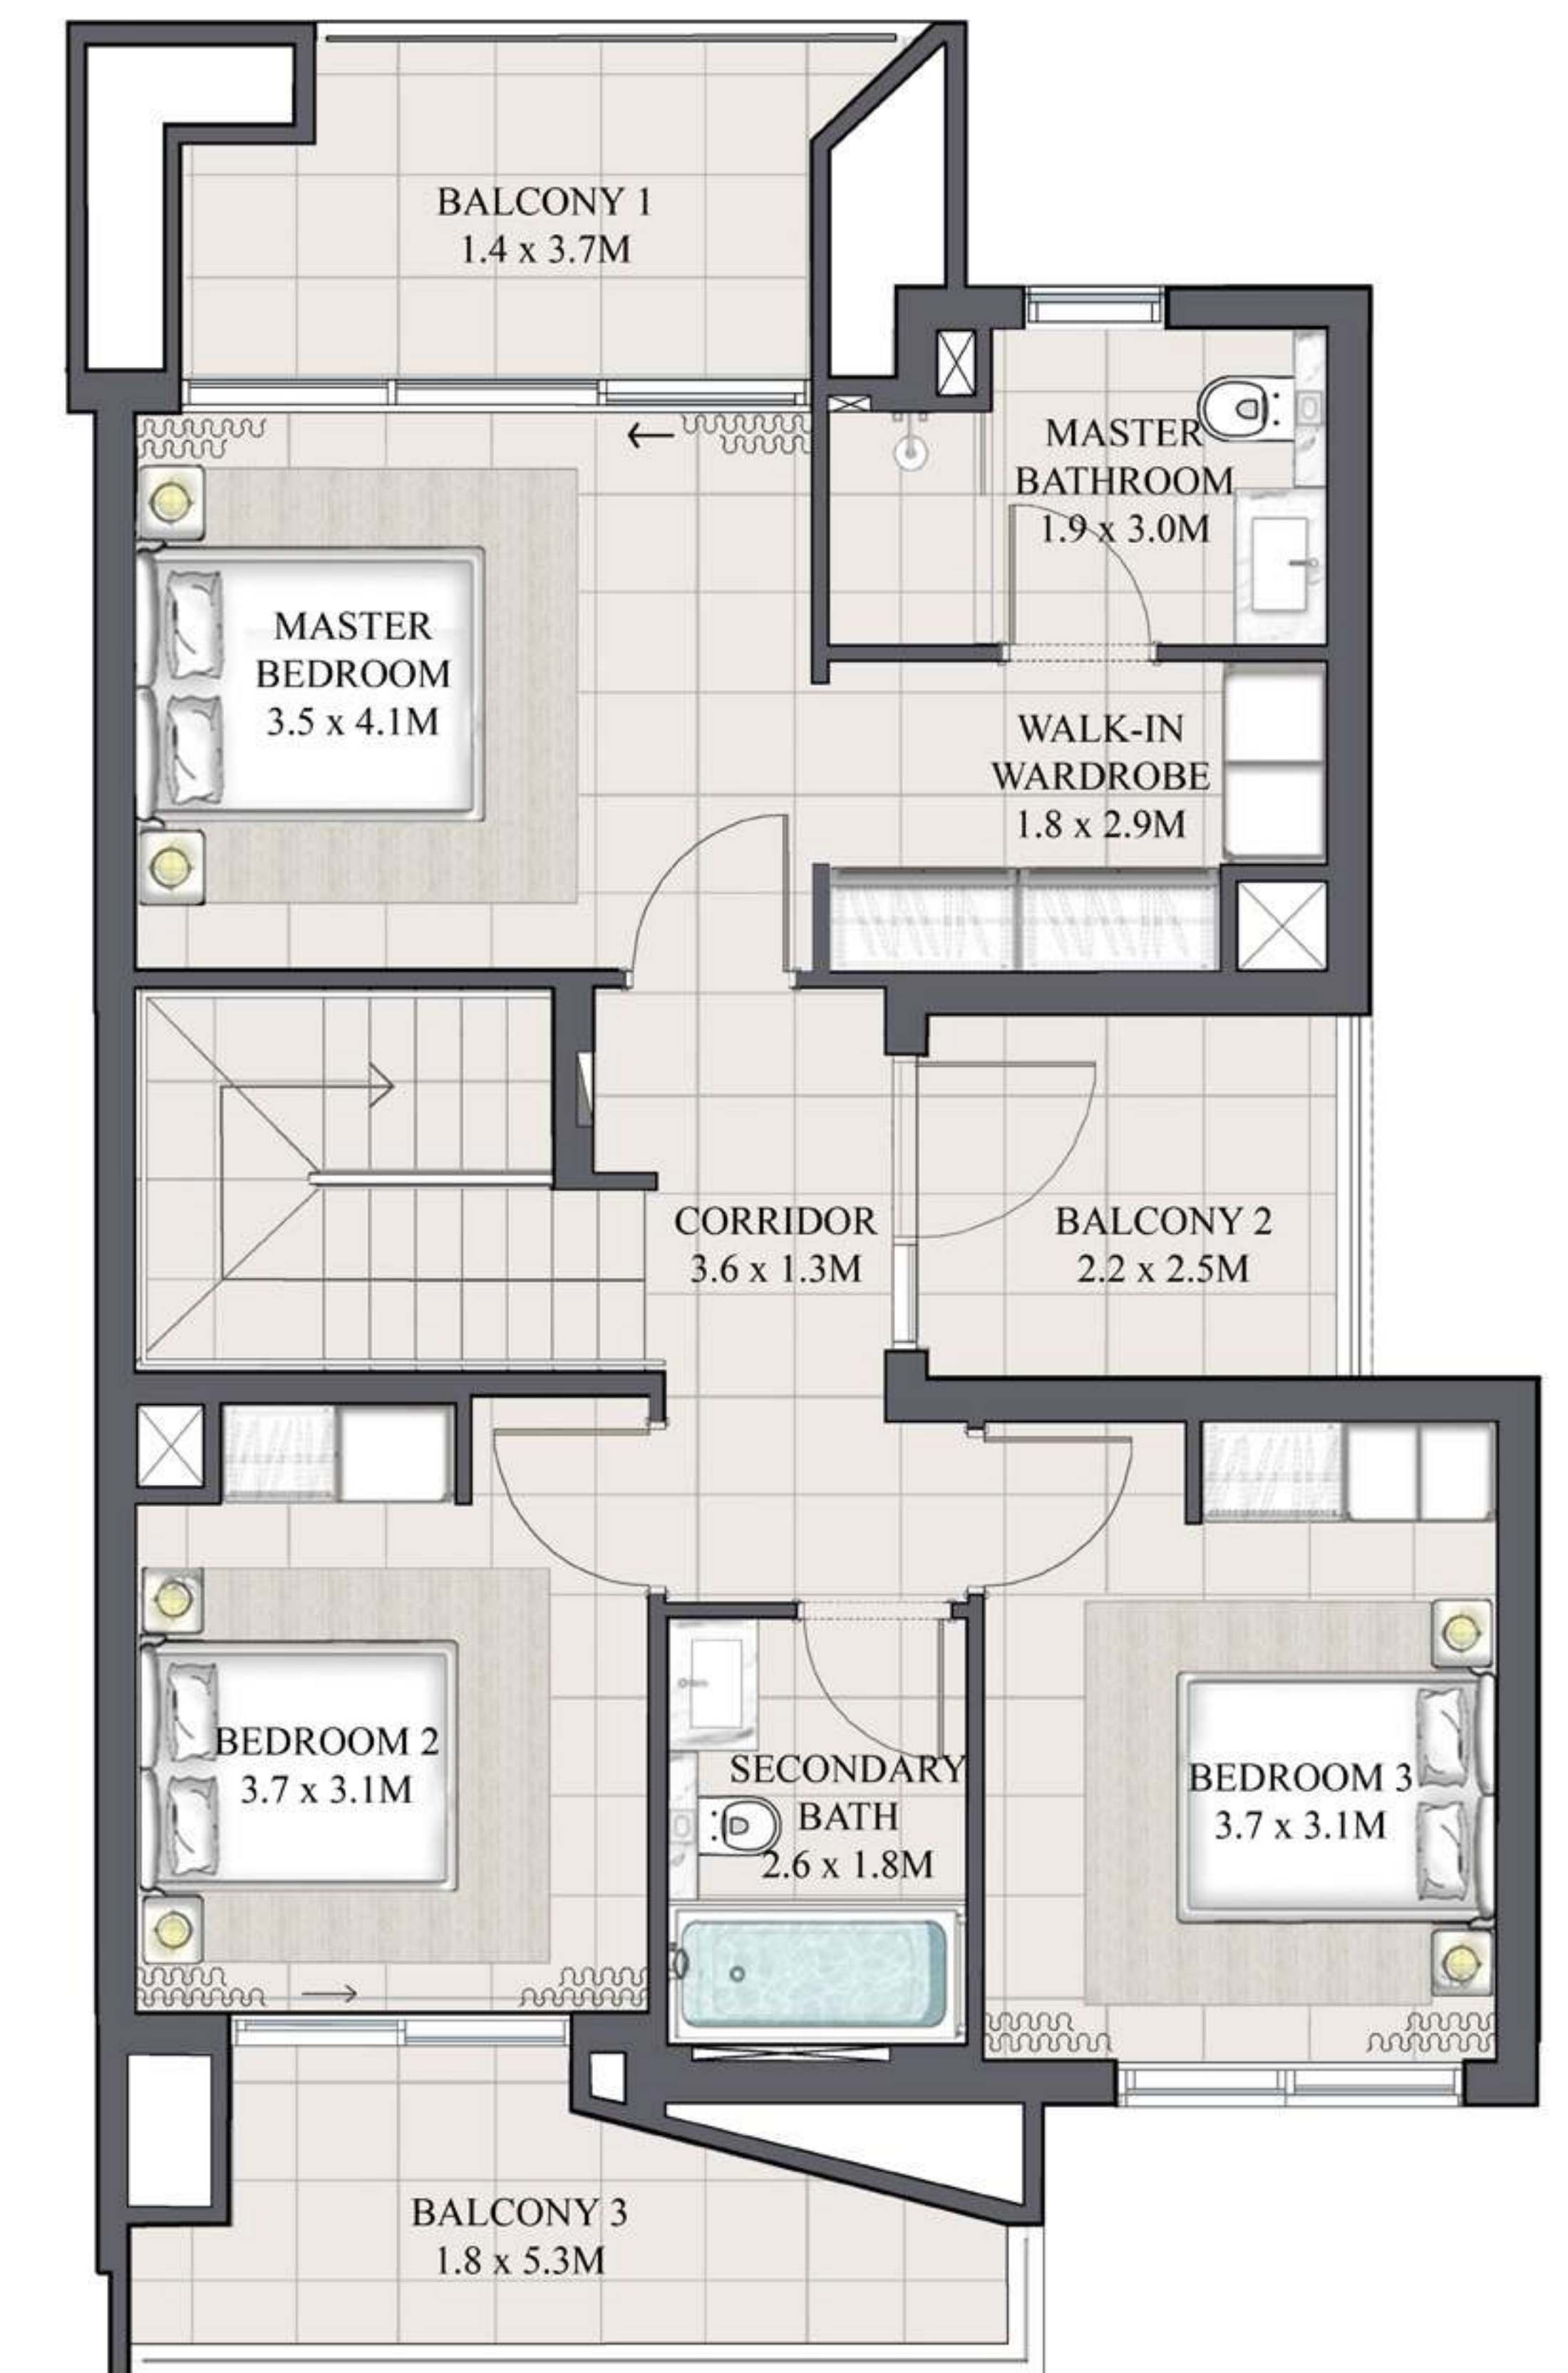 BALCONY 1
1.4 x 3.7M
MASTER
BATHROOM
1.9 x 3.0M
MASTER
BEDROOM
3.5 x 4.1M
WALK-IN
WARDROBE
1.8 x 2.9M
CORRIDOR
3.6 x 1.3M
BALCONY 2
2.2 x 2.5M
BEDROOM 2
3.7 x 3.1M
SECONDARY
BATH
2.6 x 1.8M
BEDROOM 3
3.7 x 3.1M
BALCONY 3
1.8 x 5.3M